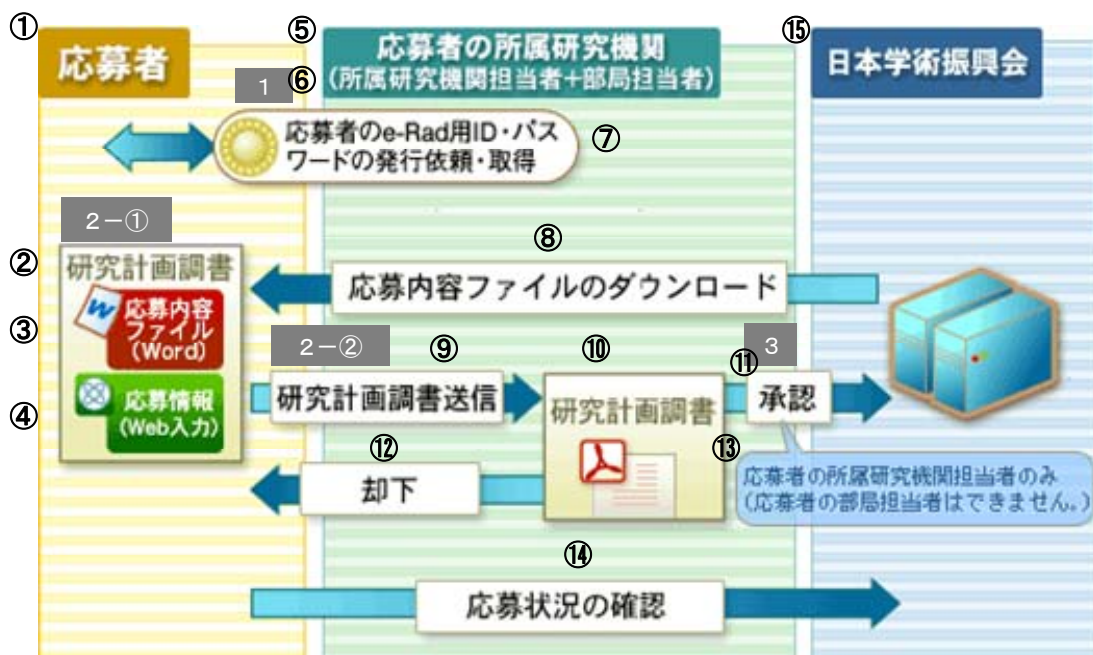 ①
応募者
⑤
応募者の所属研究機関
⑥
(所属研究機関担当者+部局担当者)
⑮
日本学術振興会
1
応募者のe-Rad用ID・パス
ワードの発行依頼・取得
⑦
2－①
②
研究計画調書
③
W
応募内容
ファイル
(Word)
④
応募情報
(Web入力)
⑧
応募内容ファイルのダウンロード
2－②
⑨
研究計画調書送信
⑩
研究計画調書
3
⑪
承認
⑬
応募者の所属研究機関担当者のみ
(応募者の部局担当者はできません。)
⑫
却下
⑭
応募状況の確認